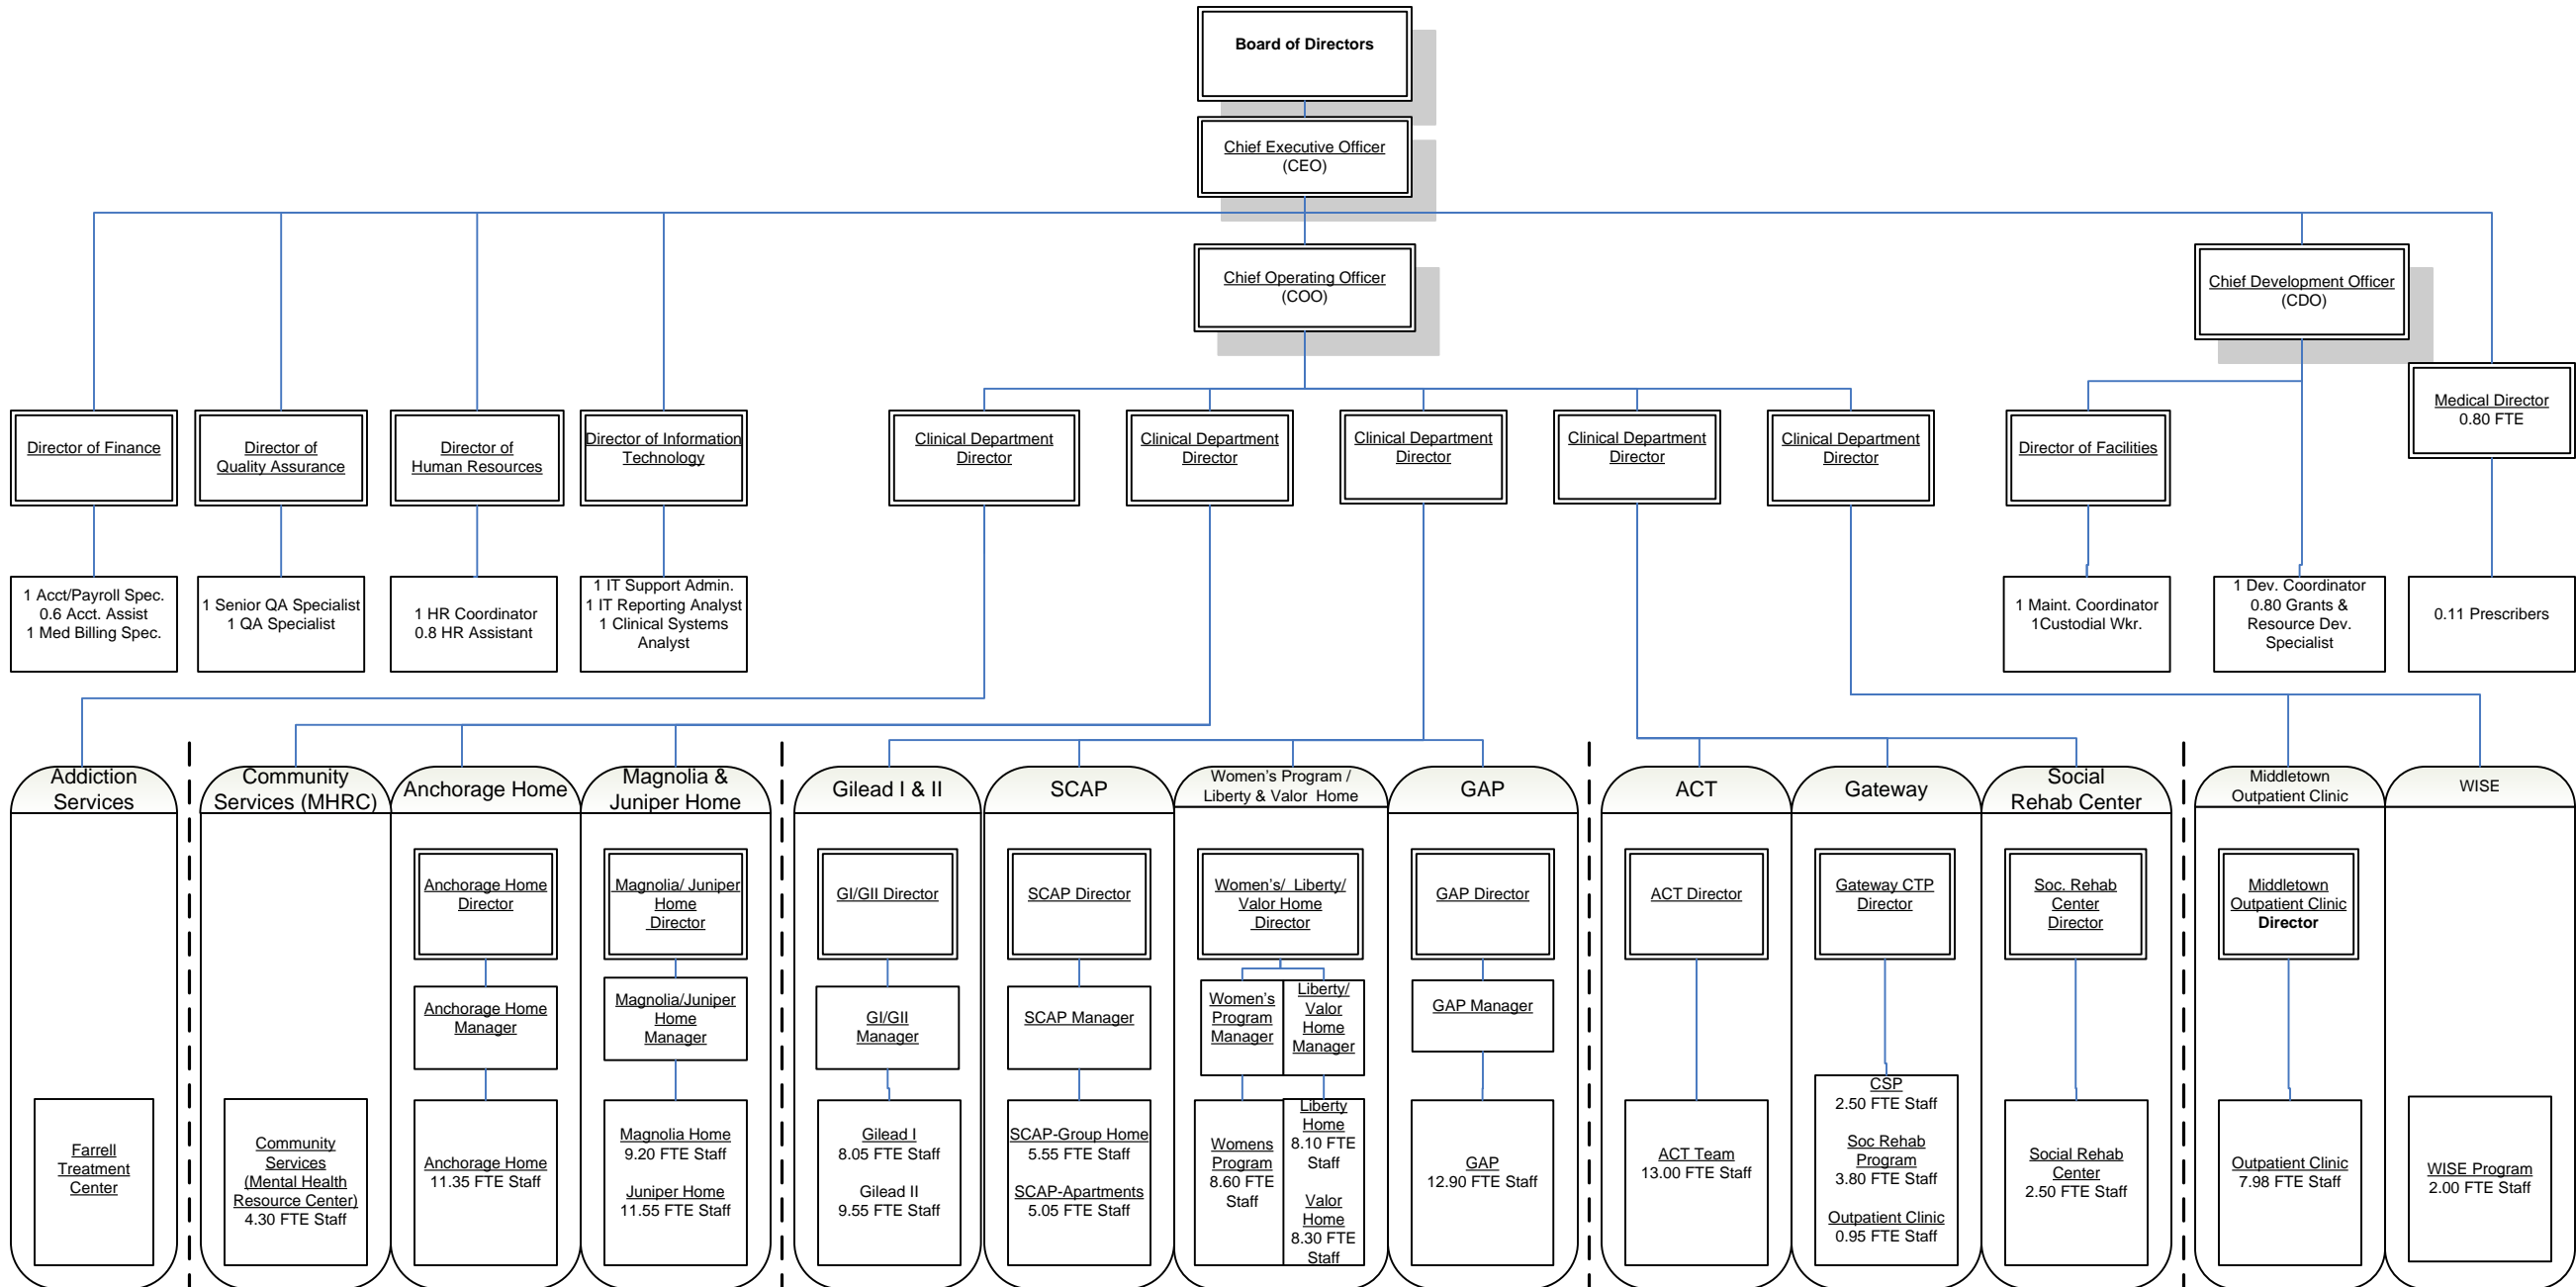 Board of Directors
Chief Executive Officer
(CEO)
Chief Operating Officer
(COO)
Chief Development Officer
(CDO)
Medical Director
0.80 FTE
Director of Finance
Director of
Quality Assurance
Director of
Human Resources
Director of Information
Technology
Clinical Department
Director
Clinical Department
Director
Clinical Department
Director
Clinical Department
Director
Clinical Department
Director
Director of Facilities
1 Acct/Payroll Spec.
0.6 Acct. Assist
1 Med Billing Spec.
1 Senior QA Specialist
1 QA Specialist
1 HR Coordinator
0.8 HR Assistant
1 IT Support Admin.
1 IT Reporting Analyst
1 Clinical Systems
Analyst
1 Maint. Coordinator
1Custodial Wkr.
1 Dev. Coordinator
0.80 Grants &
Resource Dev.
Specialist
0.11 Prescribers
Addiction
Services
Community
Services (MHRC)
Anchorage Home
Magnolia &
Juniper Home
Gilead I & II
SCAP
Women's Program /
Liberty & Valor Home
GAP
ACT
Gateway
Social
Rehab Center
Middletown
Outpatient Clinic
WISE
Anchorage Home
Director
Magnolia/ Juniper
Home
Director
GI/GII Director
SCAP Director
Women's/ Liberty/
Valor Home
Director
GAP Director
ACT Director
Gateway CTP
Director
Soc. Rehab
Center
Director
Middletown
Outpatient Clinic
Director
Anchorage Home
Manager
Magnolia/Juniper
Home
Manager
GI/GII
Manager
SCAP Manager
Women's
Program
Manager
Liberty/
Valor
Home
Manager
GAP Manager
Farrell
Treatment
Center
Community
Services
(Mental Health
Resource Center)
4.30 FTE Staff
Anchorage Home
11.35 FTE Staff
Magnolia Home
9.20 FTE Staff
Juniper Home
11.55 FTE Staff
Gilead I
8.05 FTE Staff
Gilead II
9.55 FTE Staff
SCAP-Group Home
5.55 FTE Staff
SCAP-Apartments
5.05 FTE Staff
Womens
Program
8.60 FTE
Staff
Liberty
Home
8.10 FTE
Staff
Valor
Home
8.30 FTE
Staff
GAP
12.90 FTE Staff
ACT Team
13.00 FTE Staff
CSP
2.50 FTE Staff
Soc Rehab
Program
3.80 FTE Staff
Outpatient Clinic
0.95 FTE Staff
Social Rehab
Center
2.50 FTE Staff
Outpatient Clinic
7.98 FTE Staff
WISE Program
2.00 FTE Staff